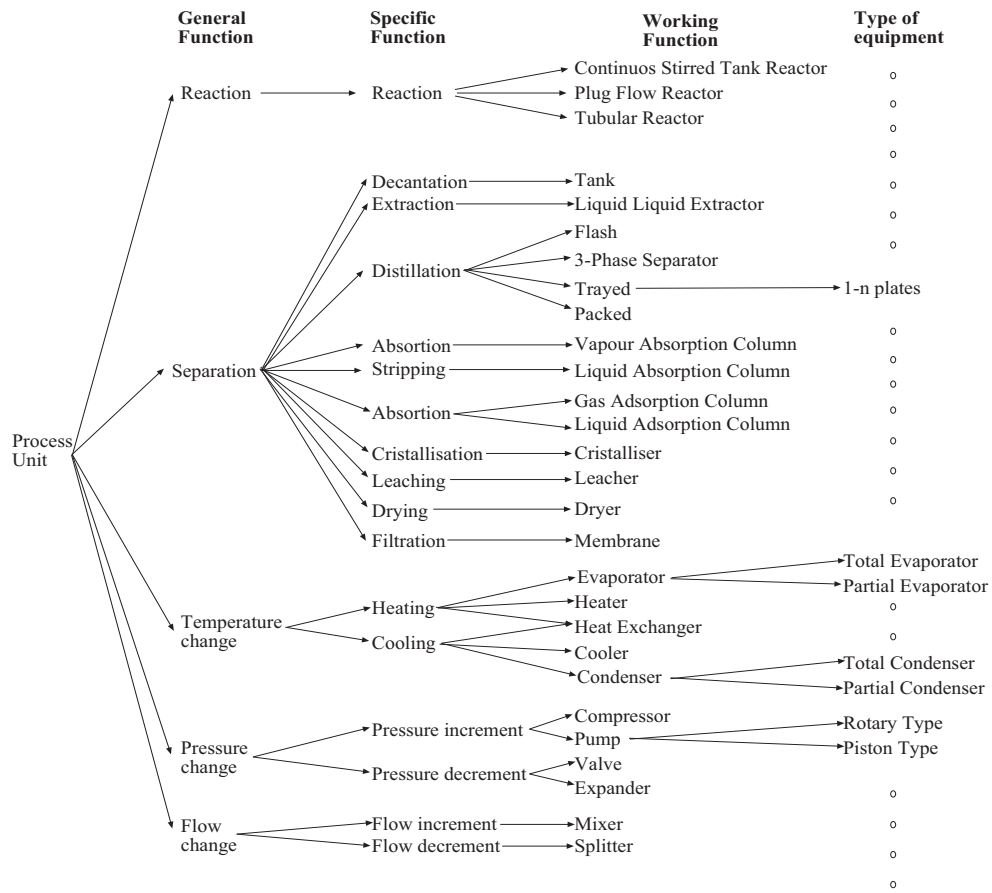 General Function
Specific Function
Working Function
Type of equipment
Process Unit
Reaction
Reaction
Continuos Stirred Tank Reactor
Plug Flow Reactor
Tubular Reactor
Separation
Decantation
Tank
Extraction
Liquid Liquid Extractor
Distillation
Flash
3-Phase Separator
Trayed
1-n plates
Packed
Absortion
Vapour Absorption Column
Stripping
Liquid Absorption Column
Absortion
Gas Adsorption Column
Liquid Adsorption Column
Cristallisation
Cristalliser
Leaching
Leacher
Drying
Dryer
Filtration
Membrane
Temperature change
Heating
Evaporator
Total Evaporator
Partial Evaporator
Heater
Heat Exchanger
Cooling
Cooler
Condenser
Total Condenser
Partial Condenser
Pressure change
Pressure increment
Compressor
Pump
Rotary Type
Piston Type
Pressure decrement
Valve
Expander
Flow change
Flow increment
Mixer
Flow decrement
Splitter